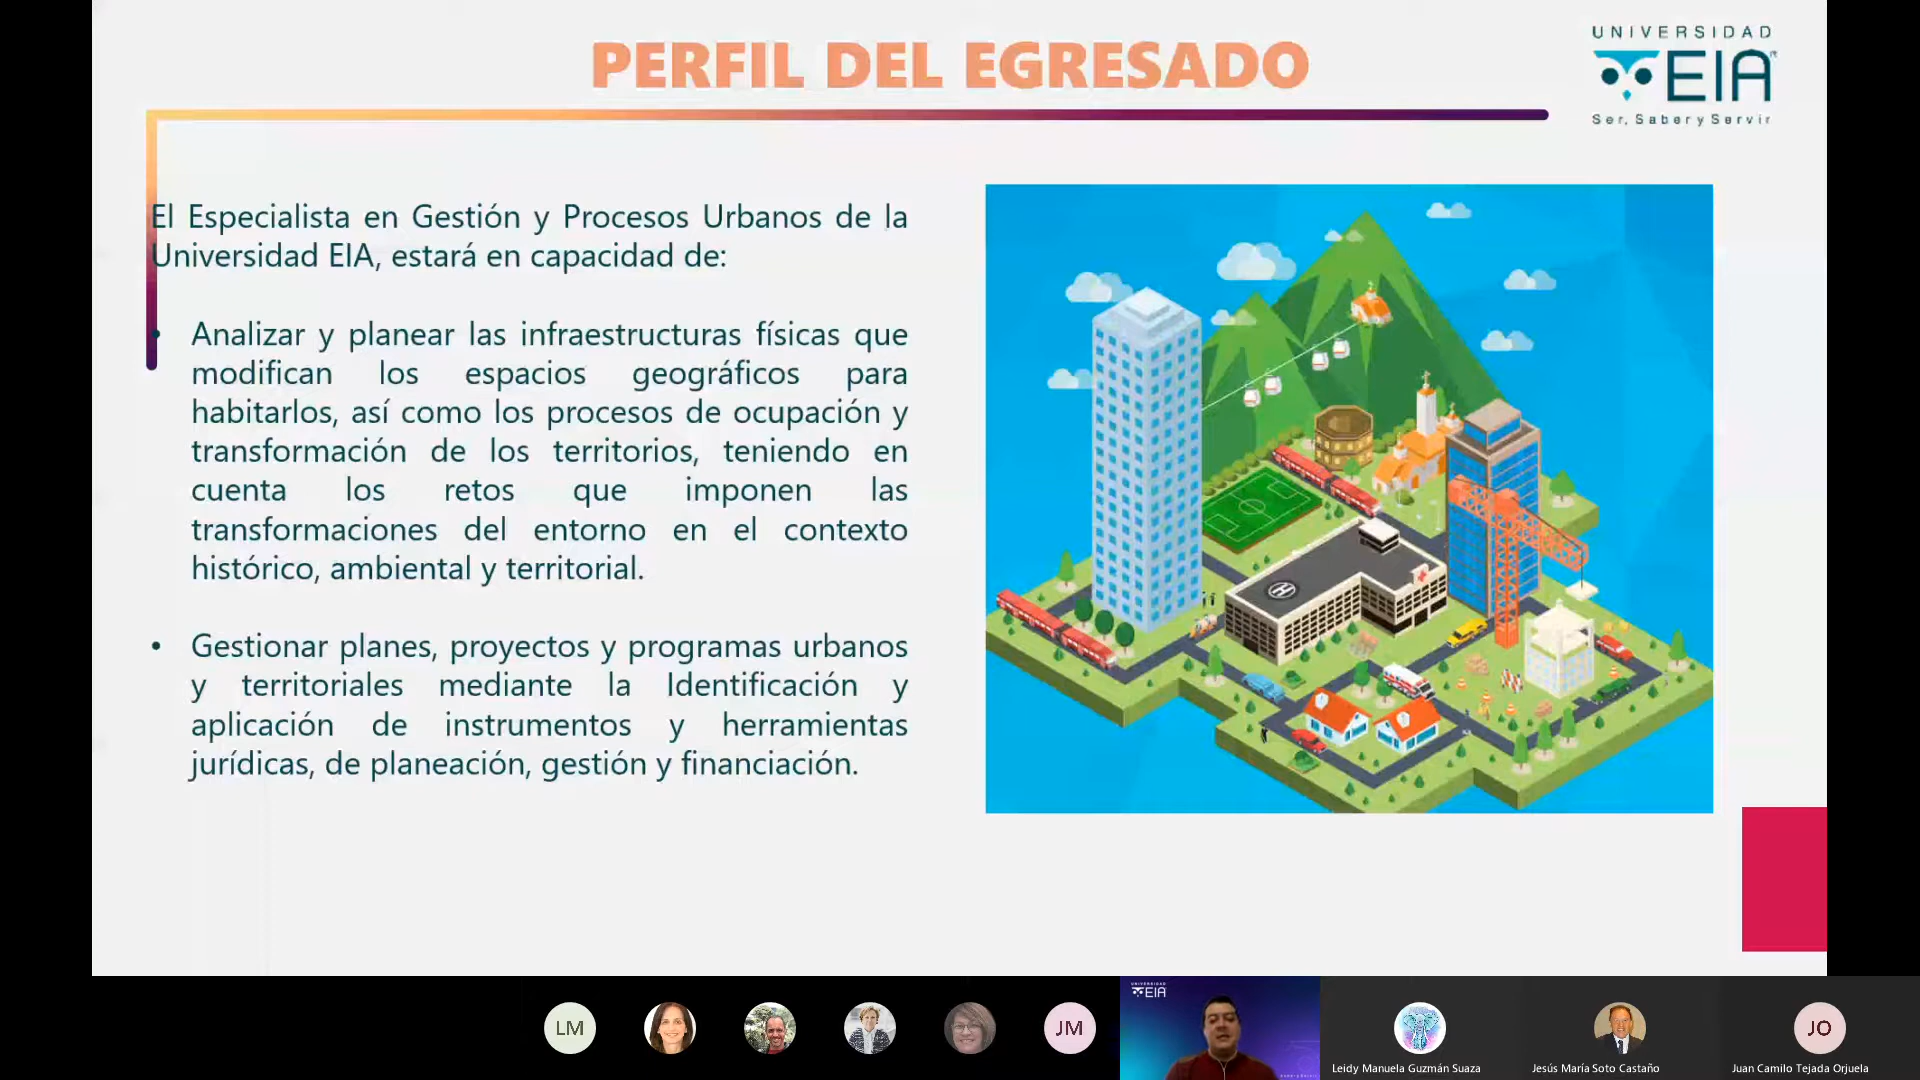 PERFIL DEL EGRESADO
UNIVERSIDAD
EIA
Ser, Saber y Servir
El Especialista en Gestión y Procesos Urbanos de la
Universidad EIA, estará en capacidad de:
• Analizar y planear las infraestructuras físicas que
modifican los espacios geográficos para
habitarlos, así como los procesos de ocupación y
transformación de los territorios, teniendo en
cuenta los retos que imponen las
transformaciones del entorno en el contexto
histórico, ambiental y territorial.
• Gestionar planes, proyectos y programas urbanos
y territoriales mediante la Identificación y
aplicación de instrumentos y herramientas
jurídicas, de planeación, gestión y financiación.
H
LM
JM
UNIVERSIDAD
EIA
JO
Leidy Manuela Guzmán Suaza
Jesús María Soto Castaño
Juan Camilo Tejada Orjuela